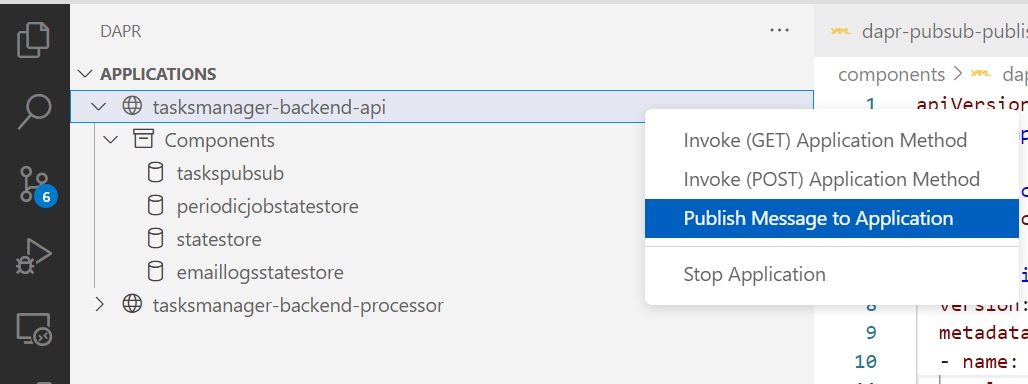 DAPR
...
APPLICATIONS
tasksmanager-backend-api
Components
taskspubsub
periodicjobstatestore
statestore
emaillogsstatestore
tasksmanager-backend-processor
6
Invoke (GET) Application Method
Invoke (POST) Application Method
Publish Message to Application
Stop Application
dapr-pubsub-publis
components > dap
1 apiVersion
8 version:
9 metadata
10 - name: